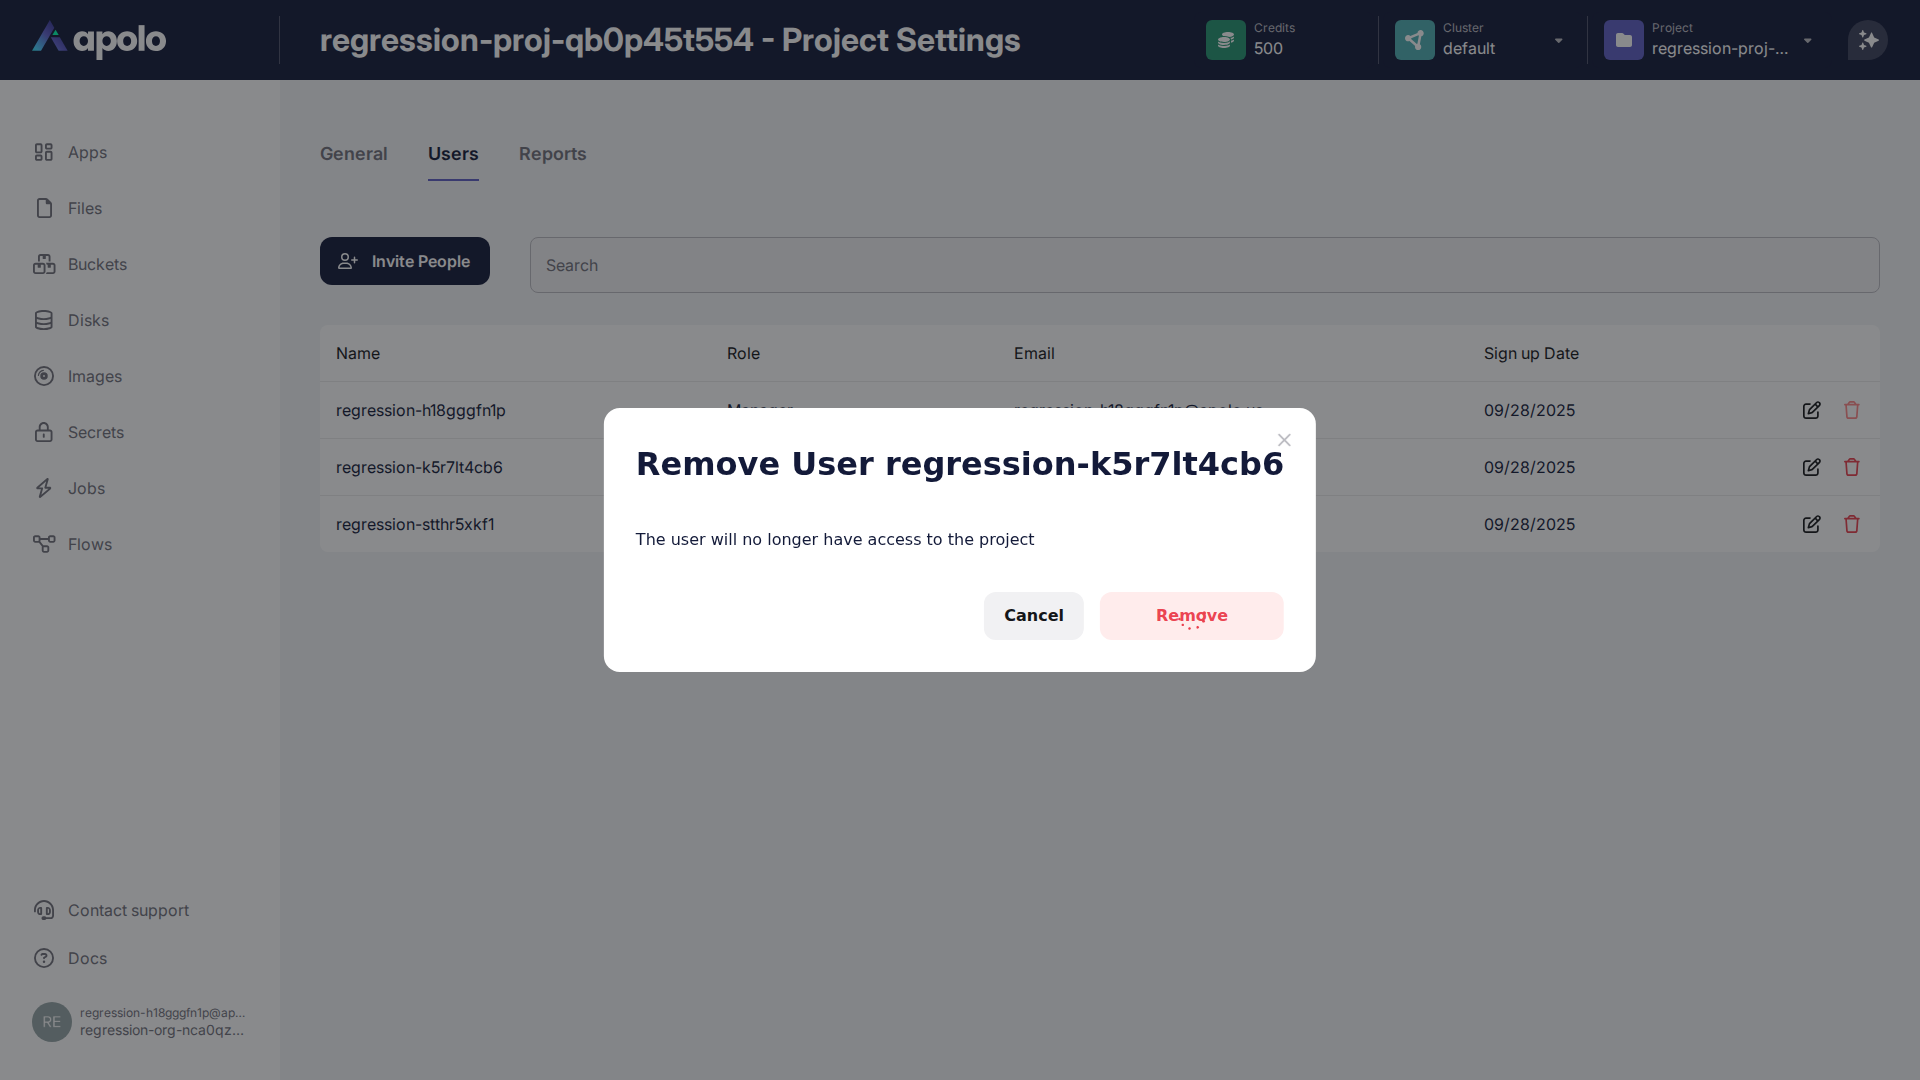 apolo
regression-proj-qb0p45t554 - Project Settings
Credits
500
Cluster
default
Project
regression-proj-...
Apps
Files
Buckets
Disks
Images
Secrets
Jobs
Flows
General
Users
Reports
Invite People
Search
Name
Role
Email
Sign up Date
regression-h18gggfn1p
09/28/2025
regression-k5r7lt4cb6
09/28/2025
regression-stthr5xkf1
09/28/2025
Remove User regression-k5r7lt4cb6
The user will no longer have access to the project
Cancel
Remove
Contact support
Docs
RE
regression-h18gggfn1p@ap...
regression-org-nca0qz...